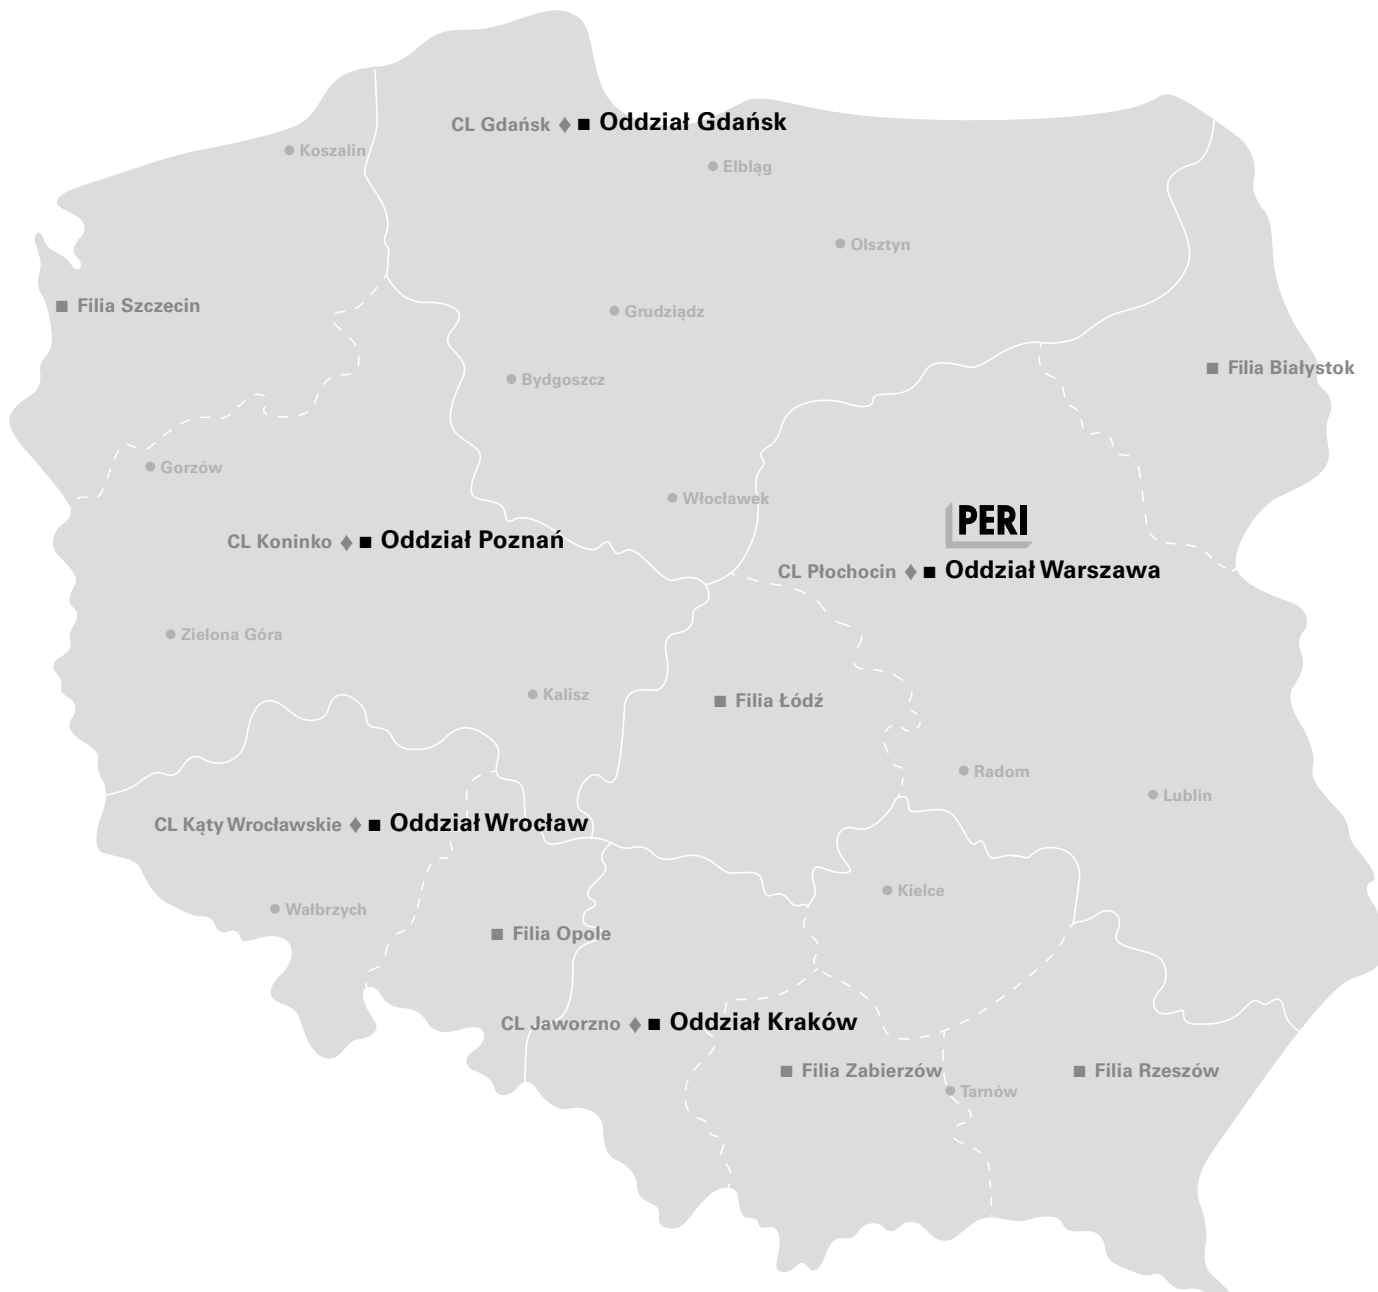 CL Gdańsk ♦ ■ Oddział Gdańsk
Koszalin
Elbląg
Olsztyn
Filia Szczecin
Grudziądz
Filia Białystok
Bydgoszcz
Gorzów
Włocławek
PERI
CL Koninko ♦ ■ Oddział Poznań
CL Płochocin ♦ ■ Oddział Warszawa
Zielona Góra
Kalisz
Filia Łódź
Radom
Lublin
CL Kąty Wrocławskie ♦ ■ Oddział Wrocław
Kielce
Wałbrzych
Filia Opole
CL Jaworzno ♦ ■ Oddział Kraków
Filia Zabierzów
Filia Rzeszów
Tarnów